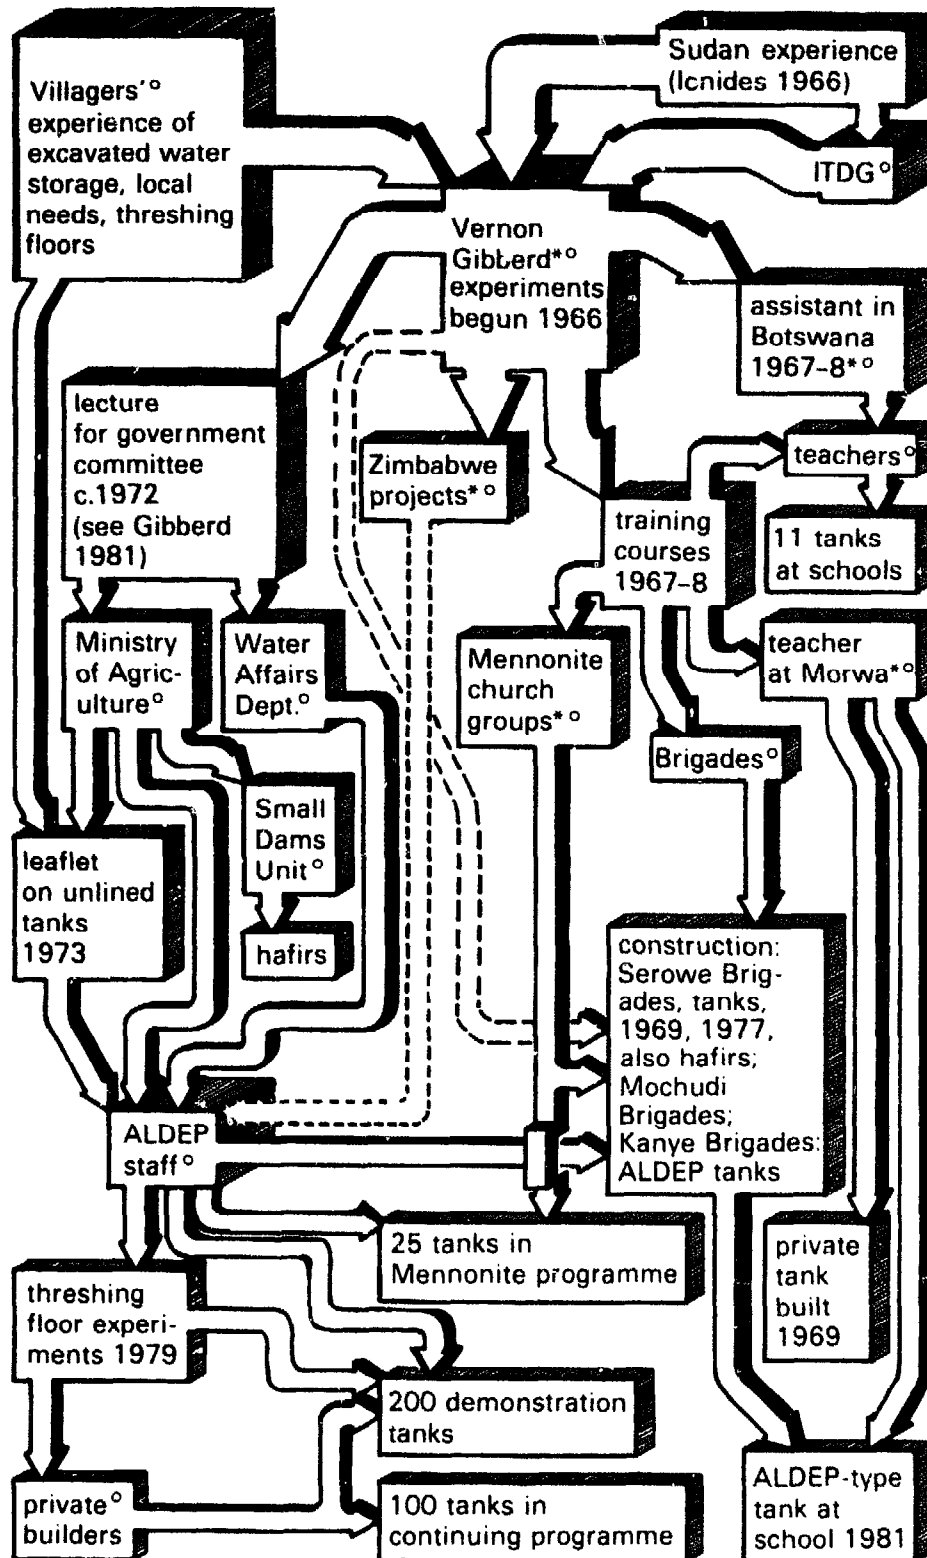 Villagers'°
experience of
excavated water
storage, local
needs, threshing
floors
Sudan experience
(Icnides 1966)
ITDG°
Vernon
Gibberd*°
experiments
begun 1966
assistant in
Botswana
1967-8*°
lecture
for government
committee
c.1972
(see Gibberd
1981)
Zimbabwe
projects*°
teachers°
training
courses
1967-8
11 tanks
at schools
Ministry
of Agric-
ulture°
Water
Affairs
Dept.°
Mennonite
church
groups*°
teacher
at Morwa*°
Brigades°
Small
Dams
Unit°
leaflet
on unlined
tanks
1973
hafirs
construction:
Serowe Brig-
ades, tanks,
1969, 1977,
also hafirs;
Mochudi
Brigades;
Kanye Brigades:
ALDEP tanks
ALDEP
staff°
25 tanks in
Mennonite programme
private
tank
built
1969
threshing
floor experi-
ments 1979
200 demonstration
tanks
private°
builders
100 tanks in
continuing programme
ALDEP-type
tank at
school 1981